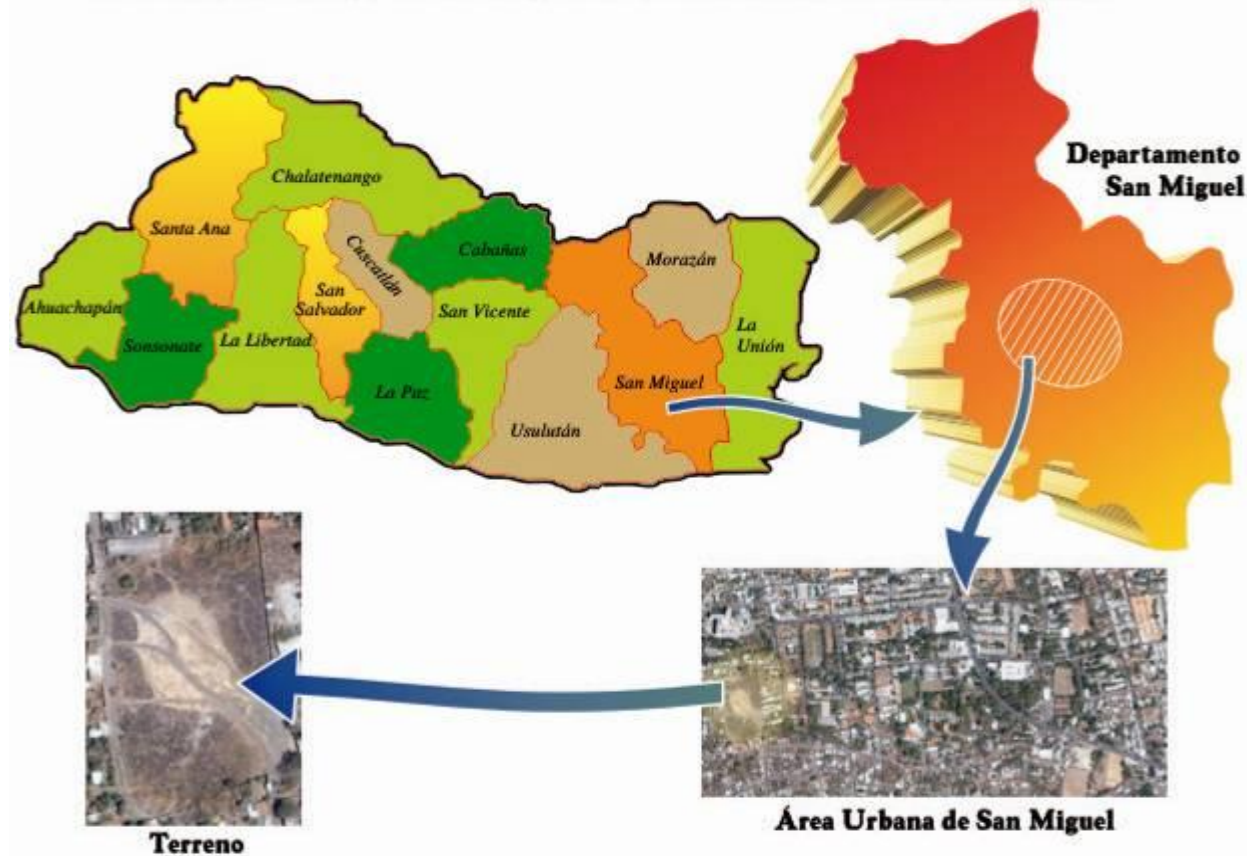 Departamento
San Miguel
Chalatenango
Santa Ana
Cuscatlán
Cabañas
Morazán
Ahuachapán
San
Salvador
San Vicente
La
Unión
Sonsonate
La Libertad
La Paz
San Miguel
Usulután
Área Urbana de San Miguel
Terreno